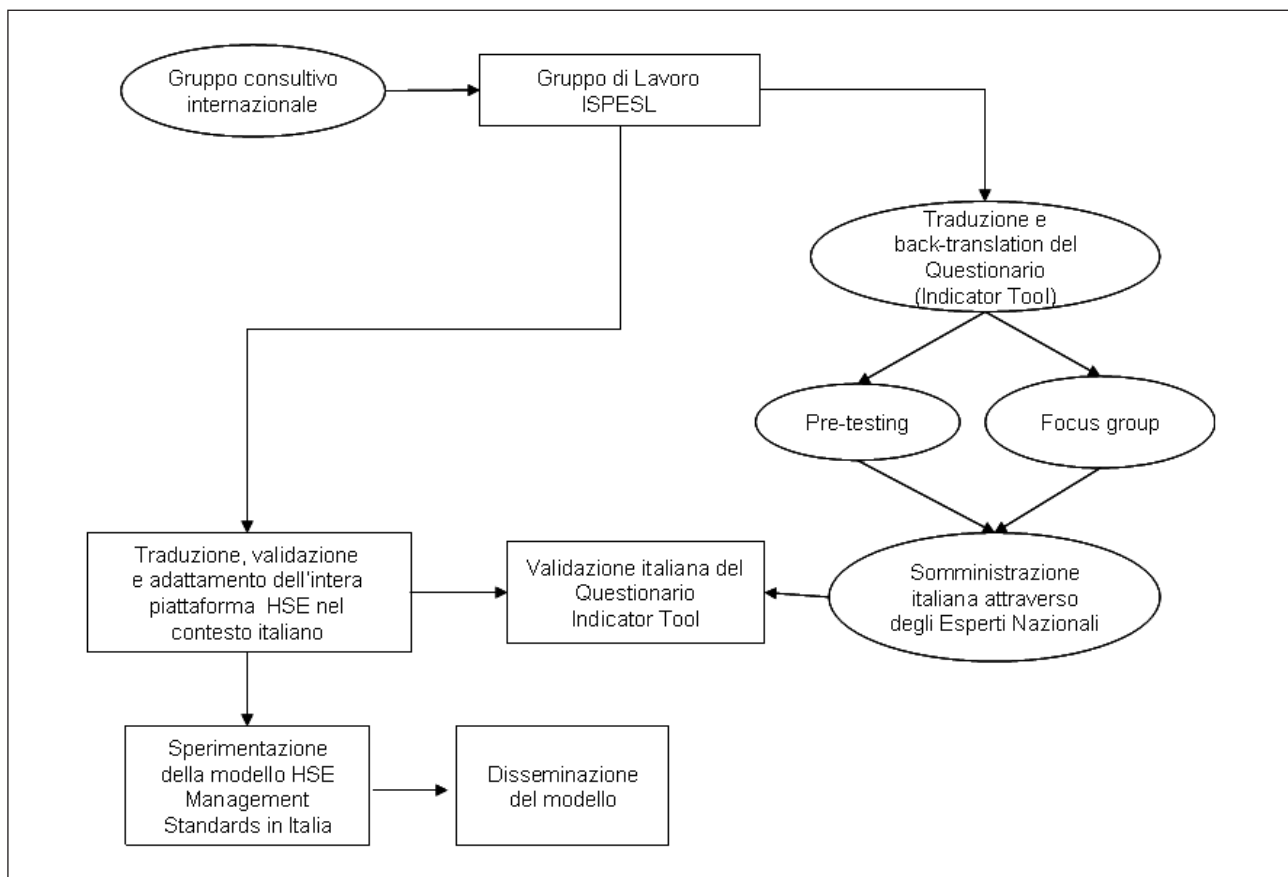 Gruppo consultivo
internazionale
Gruppo di Lavoro
ISPESL
Traduzione e
back-translation del
Questionario
(Indicator Tool)
Pre-testing
Focus group
Traduzione, validazione
e adattamento dell'intera
piattaforma HSE nel
contesto italiano
Validazione italiana del
Questionario
Indicator Tool
Somministrazione
italiana attraverso
degli Esperti Nazionali
Sperimentazione
della modello HSE
Management
Standards in Italia
Disseminazione
del modello